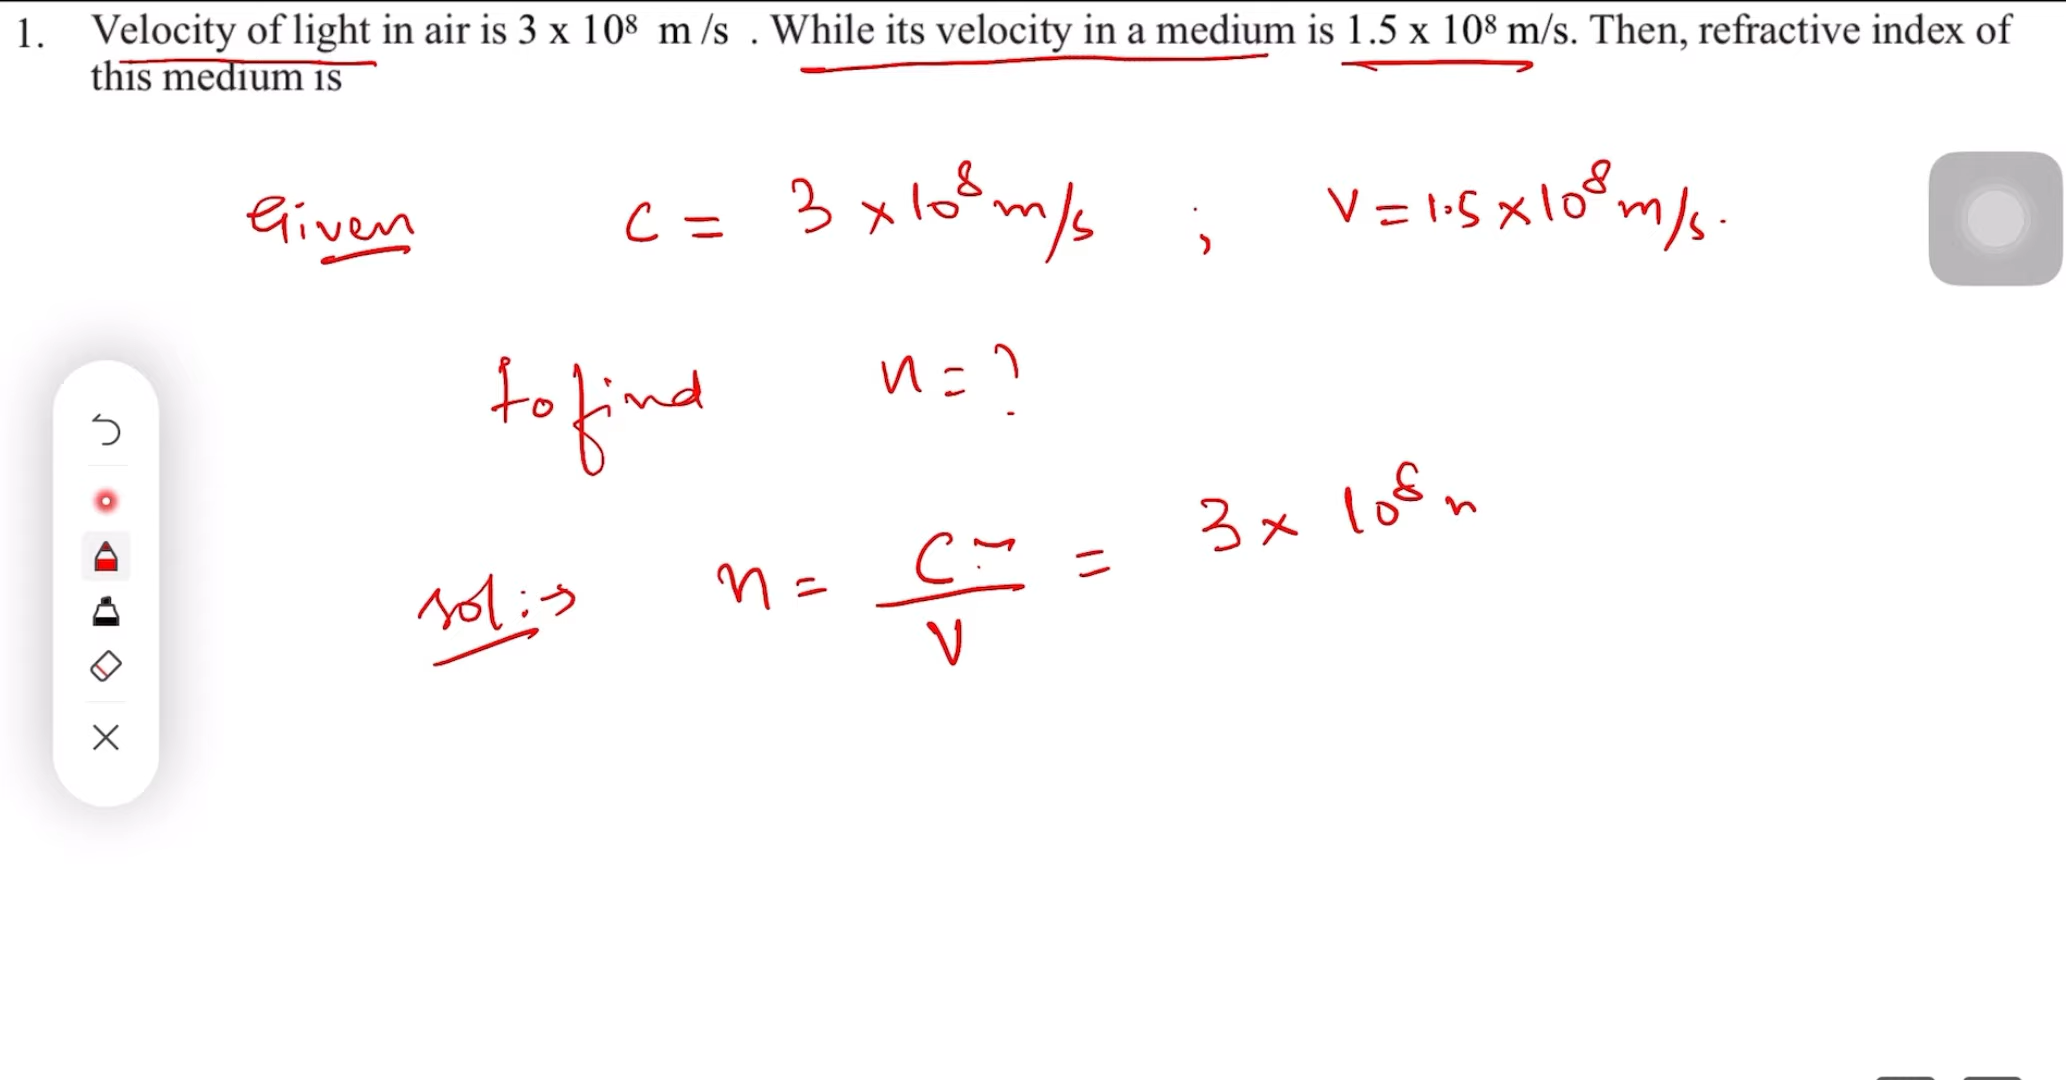 1. Velocity of light in air is 3 x 10⁸ m /s . While its velocity in a medium is 1.5 x 10⁸ m/s. Then, refractive index of
this medium is
Given C = 3 × 10⁸ m/s ; V = 1.5 × 10⁸ m/s.
to find n = ?
sol :→ n = C/V = 3 × 10⁸ m